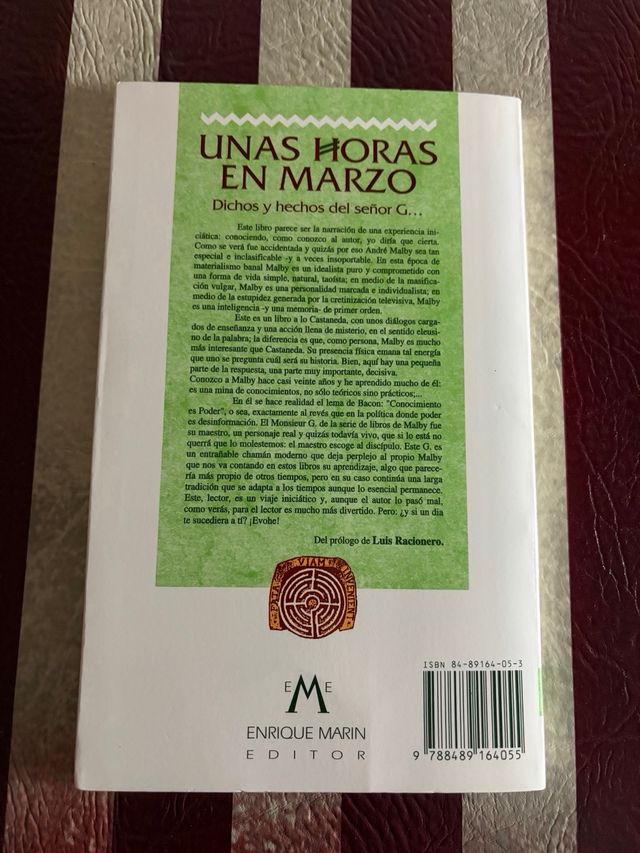 UNAS HORAS
EN MARZO
Dichos y hechos del señor G...
Este libro parece ser la narración de una experiencia ini-
ciática: conociendo, como conozco al autor, yo diría que cierta.
Como se verá fue accidentada y quizás por eso André Malby sea tan
especial e inclasificable -y a veces insoportable. En esta época de
materialismo banal Malby es un idealista puro y comprometido con
una forma de vida simple, natural, taoísta; en medio de la masifica-
ción vulgar, Malby es una personalidad marcada e individualista; en
medio de la estupidez generada por la cretinización televisiva, Malby
es una inteligencia -y una memoria- de primer orden.
Este es un libro a lo Castaneda, con unos diálogos carga-
dos de enseñanza y una acción llena de misterio, en el sentido eleusi-
no de la palabra; la diferencia es que, como persona, Malby es mucho
más interesante que Castaneda. Su presencia física emana tal energía
que uno se pregunta cuál será su historia. Bien, aquí hay una pequeña
parte de la respuesta, una parte muy importante, decisiva.
Conozco a Malby hace casi veinte años y he aprendido mucho de él:
es una mina de conocimientos, no sólo teóricos sino prácticos;...
En él se hace realidad el lema de Bacon: "Conocimiento
es Poder", o sea, exactamente al revés que en la política donde poder
es desinformación. El Monsieur G. de la serie de libros de Malby fue
su maestro, un personaje real y quizás todavía vivo, que si lo está no
querrá que lo molestemos: el maestro escoge al discípulo. Este G. es
un entrañable chamán moderno que deja perplejo al propio Malby
que nos va contando en estos libros su aprendizaje, algo que parece-
ría más propio de otros tiempos, pero en su caso continúa una larga
tradición que se adapta a los tiempos aunque lo esencial permanece.
Este, lector, es un viaje iniciático y, aunque el autor lo pasó mal,
como verás, para el lector es mucho más divertido. Pero: ¿y si un dia
te sucediera a tí? ¡Evohe!
Del prólogo de Luis Racionero.
FATA VIAM INVENIENT
ISBN 84-89164-05-3
E M E
ENRIQUE MARIN
EDITOR
9 788489 164055